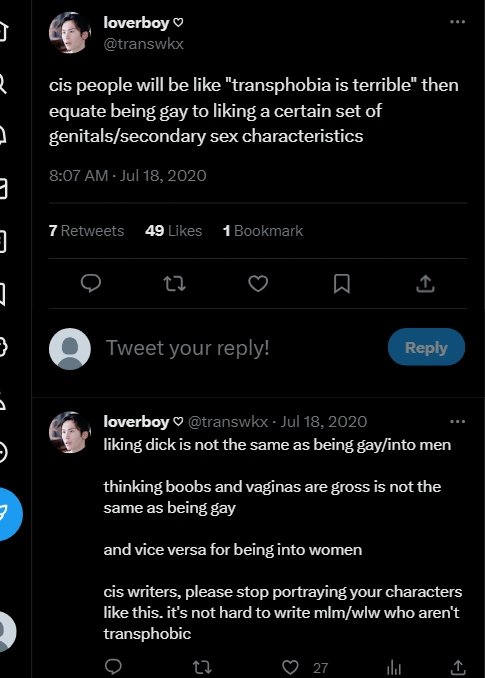 loverboy ♡
@transwkx
cis people will be like "transphobia is terrible" then
equate being gay to liking a certain set of
genitals/secondary sex characteristics
8:07 AM · Jul 18, 2020
7 Retweets 49 Likes 1 Bookmark
Tweet your reply!
Reply
loverboy ♡ @transwkx · Jul 18, 2020
liking dick is not the same as being gay/into men
thinking boobs and vaginas are gross is not the
same as being gay
and vice versa for being into women
cis writers, please stop portraying your characters
like this. it's not hard to write mlm/wlw who aren't
transphobic
27